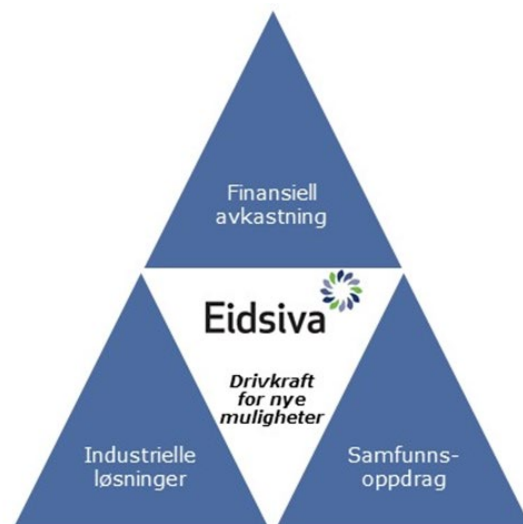 Finansiell
avkastning
Eidsiva
Drivkraft
for nye
muligheter
Industrielle
løsninger
Samfunns-
oppdrag